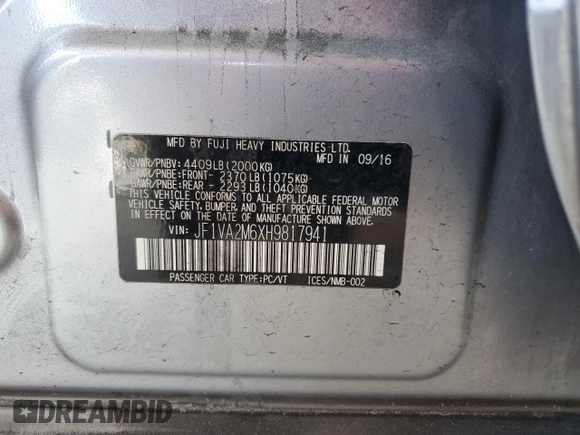 MFD BY FUJI HEAVY INDUSTRIES LTD.
GVWR/PNBV: 4409LB(2000KG) MFD IN 09/16
GAWR/PNBE:FRONT- 2370LB(1075KG)
GAWR/PNBE:REAR - 2293LB(1040KG)
THIS VEHICLE CONFORMS TO ALL APPLICABLE FEDERAL MOTOR
VEHICLE SAFETY, BUMPER, AND THEFT PREVENTION STANDARDS
IN EFFECT ON THE DATE OF MANUFACTURE SHOWN ABOVE.
VIN: JF1VA2M6XH9817941
PASSENGER CAR TYPE:PC/VT ICES/NMB-002
DREAMBID